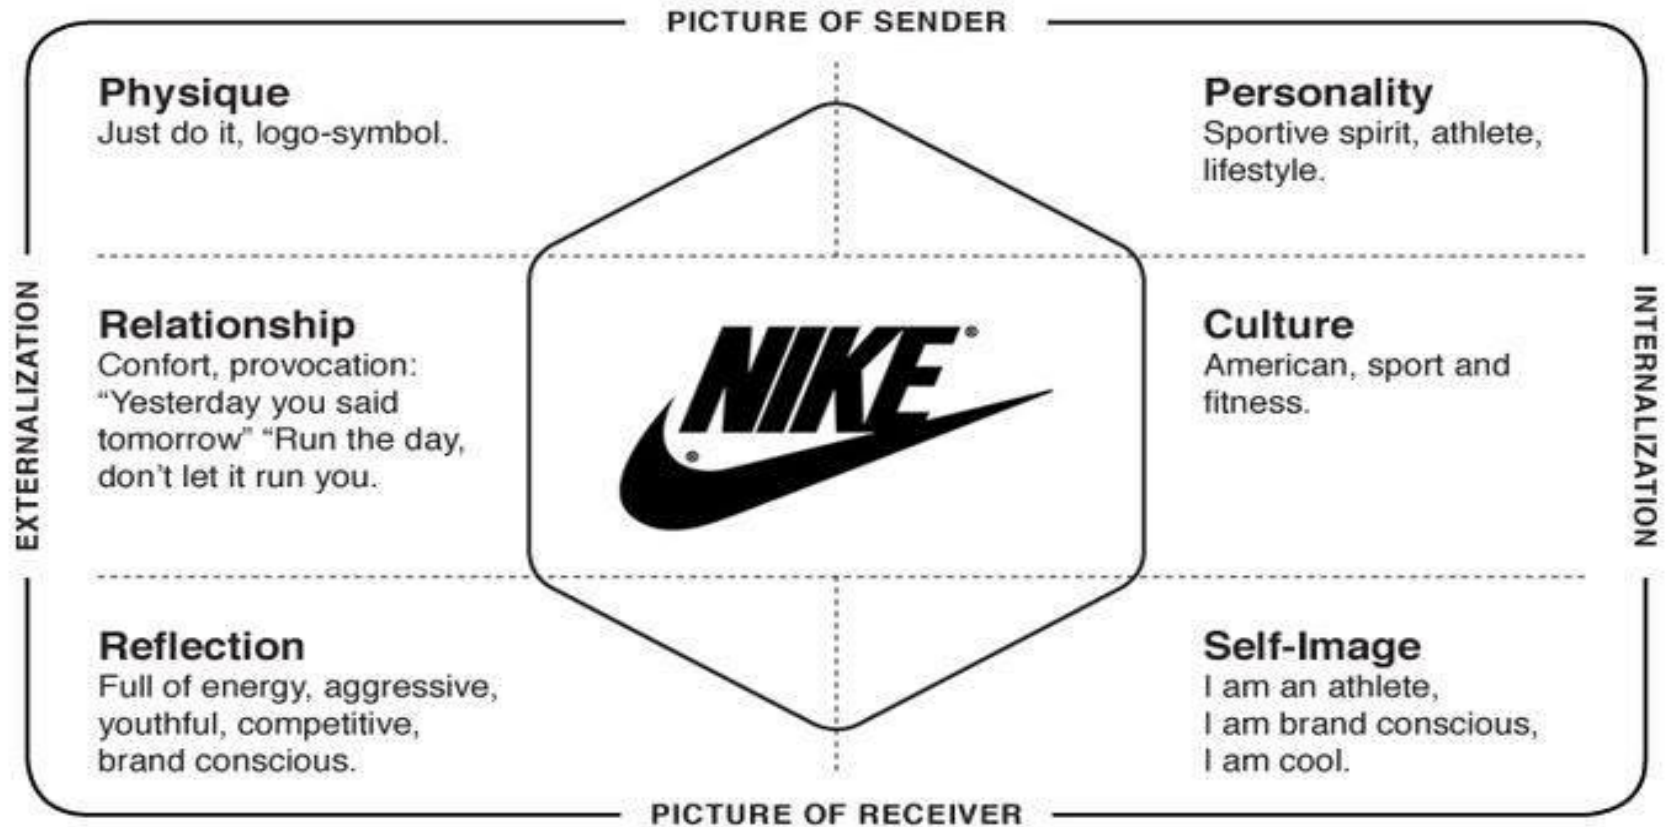 PICTURE OF SENDER
Physique
Just do it, logo-symbol.
Personality
Sportive spirit, athlete,
lifestyle.
EXTERNALIZATION
Relationship
Confort, provocation:
“Yesterday you said
tomorrow” “Run the day,
don’t let it run you.
NIKE®
®
Culture
American, sport and
fitness.
INTERNALIZATION
Reflection
Full of energy, aggressive,
youthful, competitive,
brand conscious.
Self-Image
I am an athlete,
I am brand conscious,
I am cool.
PICTURE OF RECEIVER